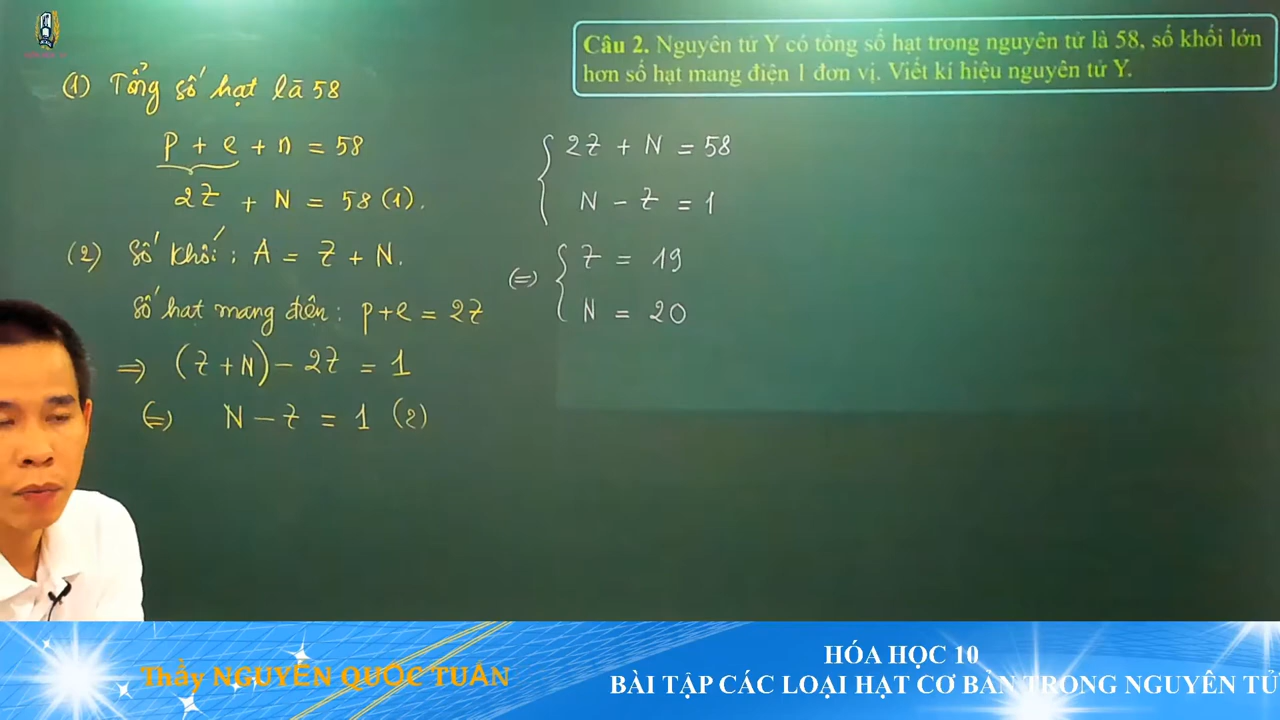 Câu 2. Nguyên tử Y có tổng số hạt trong nguyên tử là 58, số khối lớn
hơn số hạt mang điện 1 đơn vị. Viết kí hiệu nguyên tử Y.
(1) Tổng số hạt là 58
p + e + n = 58
2Z + N = 58 (1).
(2) Số khối: A = Z + N.
Số hạt mang điện: p+e = 2Z
=> (Z + N) - 2Z = 1
(=) N - Z = 1 (2)
2Z + N = 58
N - Z = 1
(=) Z = 19
N = 20
Thầy NGUYỄN QUỐC TUẤN
HÓA HỌC 10
BÀI TẬP CÁC LOẠI HẠT CƠ BẢN TRONG NGUYÊN TỬ